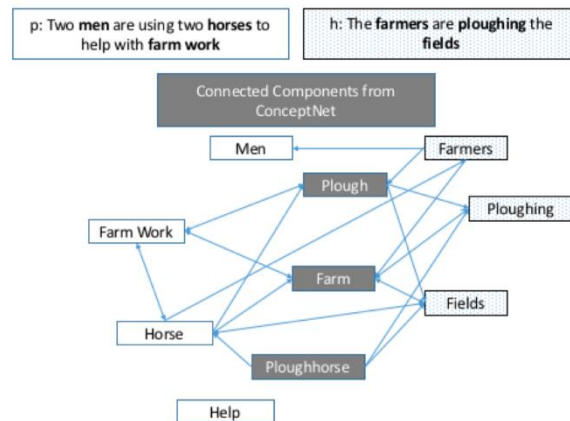 p: Two men are using two horses to
help with farm work
h: The farmers are ploughing the
fields
Connected Components from
ConceptNet
Men
Farmers
Plough
Ploughing
Farm Work
Farm
Fields
Horse
Ploughhorse
Help